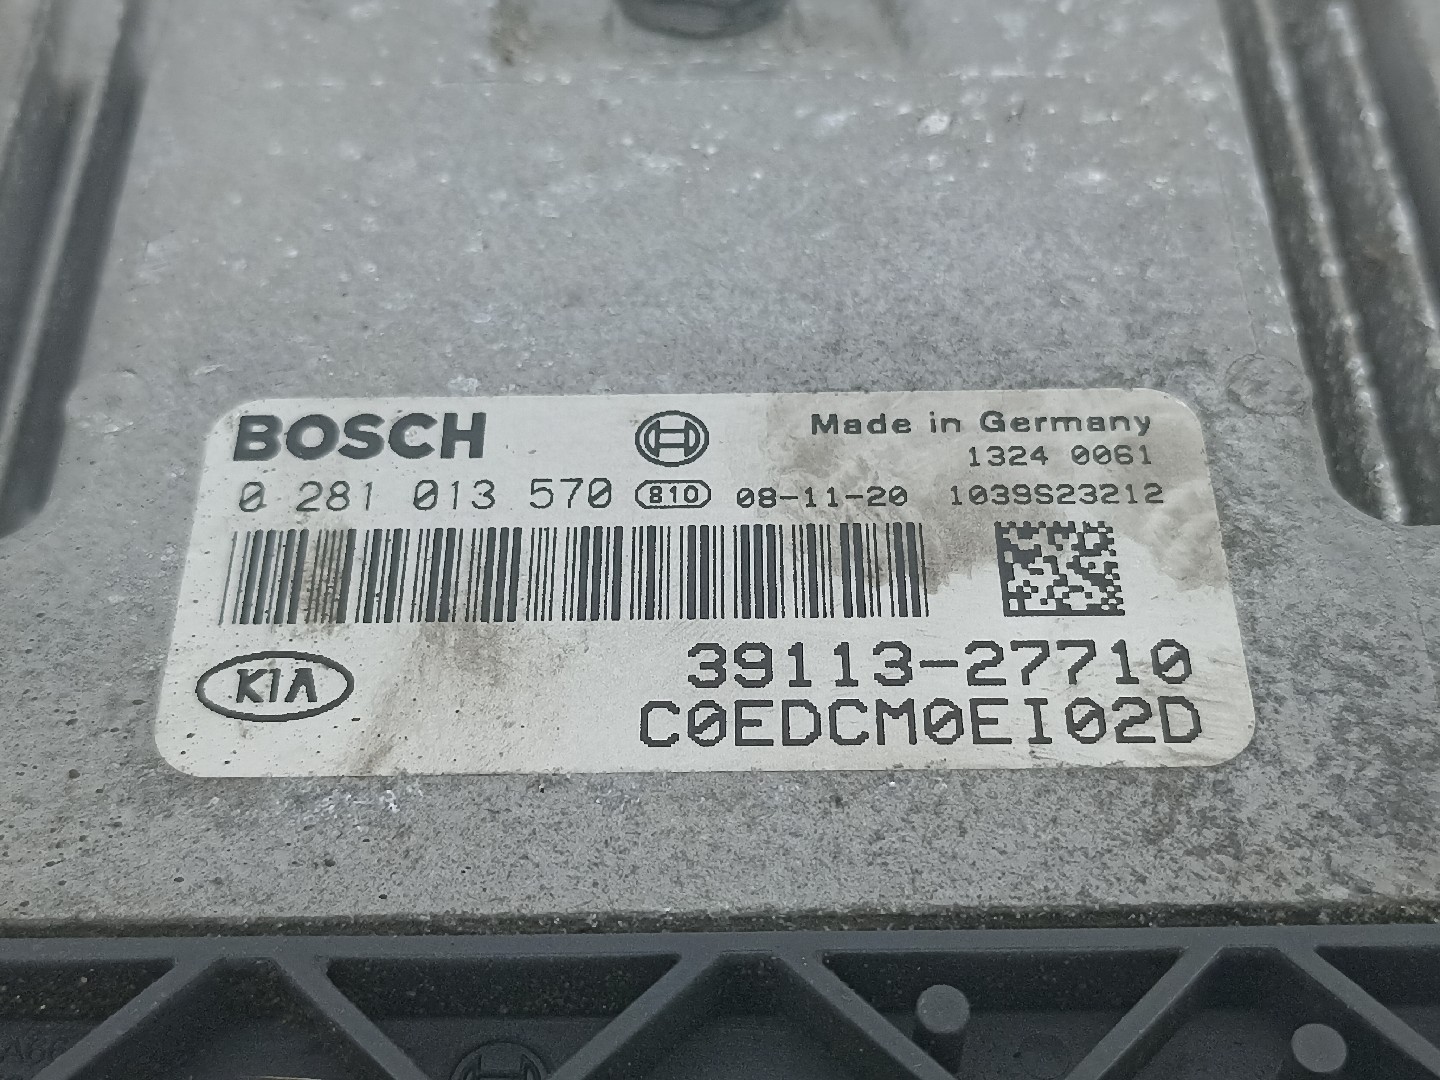 BOSCH
Made in Germany
1324 0061
0 281 013 570 810 08-11-20 1039S23212
KIA
39113-27710
C0EDCM0EI02D